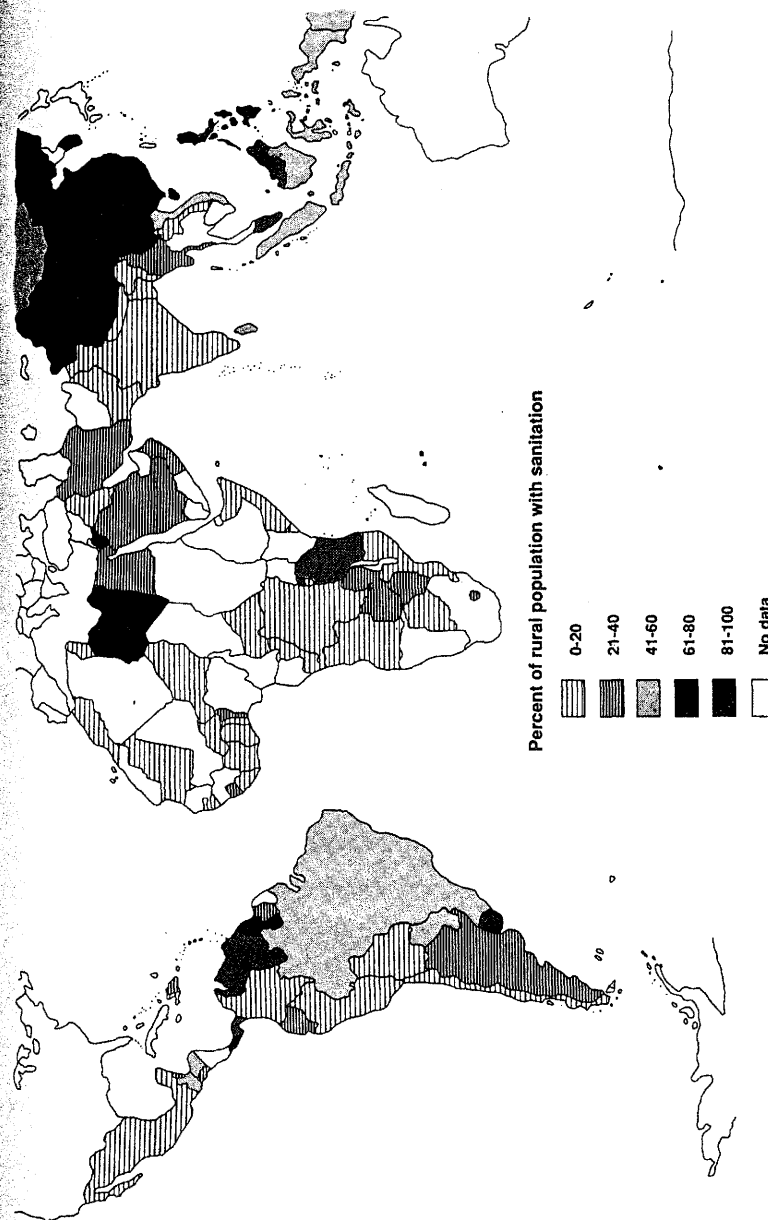 Percent of rural population with sanitation
0-20
21-40
41-60
61-80
81-100
No data